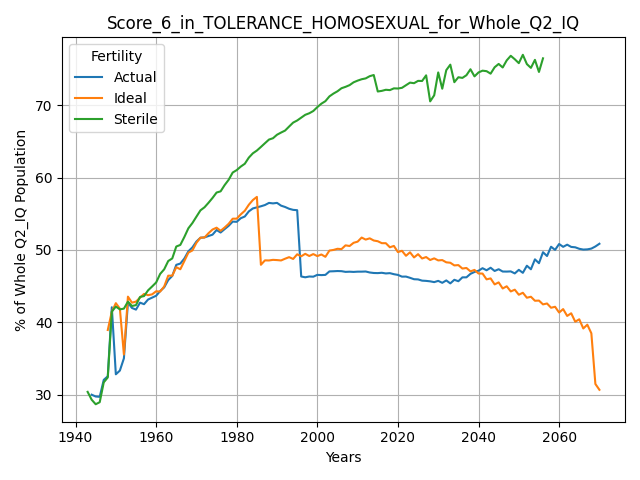 Score_6_in_TOLERANCE_HOMOSEXUAL_for_Whole_Q2_IQ
Fertility
Actual
Ideal
Sterile
% of Whole Q2_IQ Population
70
60
50
40
30
1940 1960 1980 2000 2020 2040 2060
Years